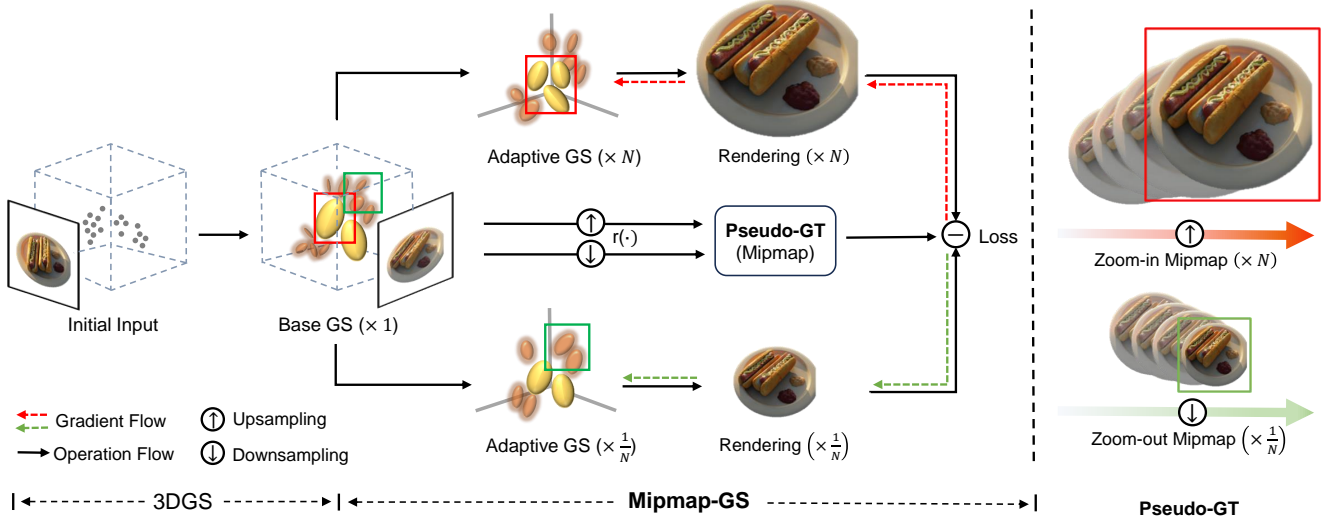 Adaptive GS (× N)
Rendering (× N)
Initial Input
Base GS (× 1)
↑
r(·)
↓
Pseudo-GT
(Mipmap)
− Loss
Adaptive GS (× 1/N)
Rendering (× 1/N)
Gradient Flow
↑ Upsampling
Operation Flow
↓ Downsampling
3DGS
Mipmap-GS
↑
Zoom-in Mipmap (× N)
↓
Zoom-out Mipmap (× 1/N)
Pseudo-GT